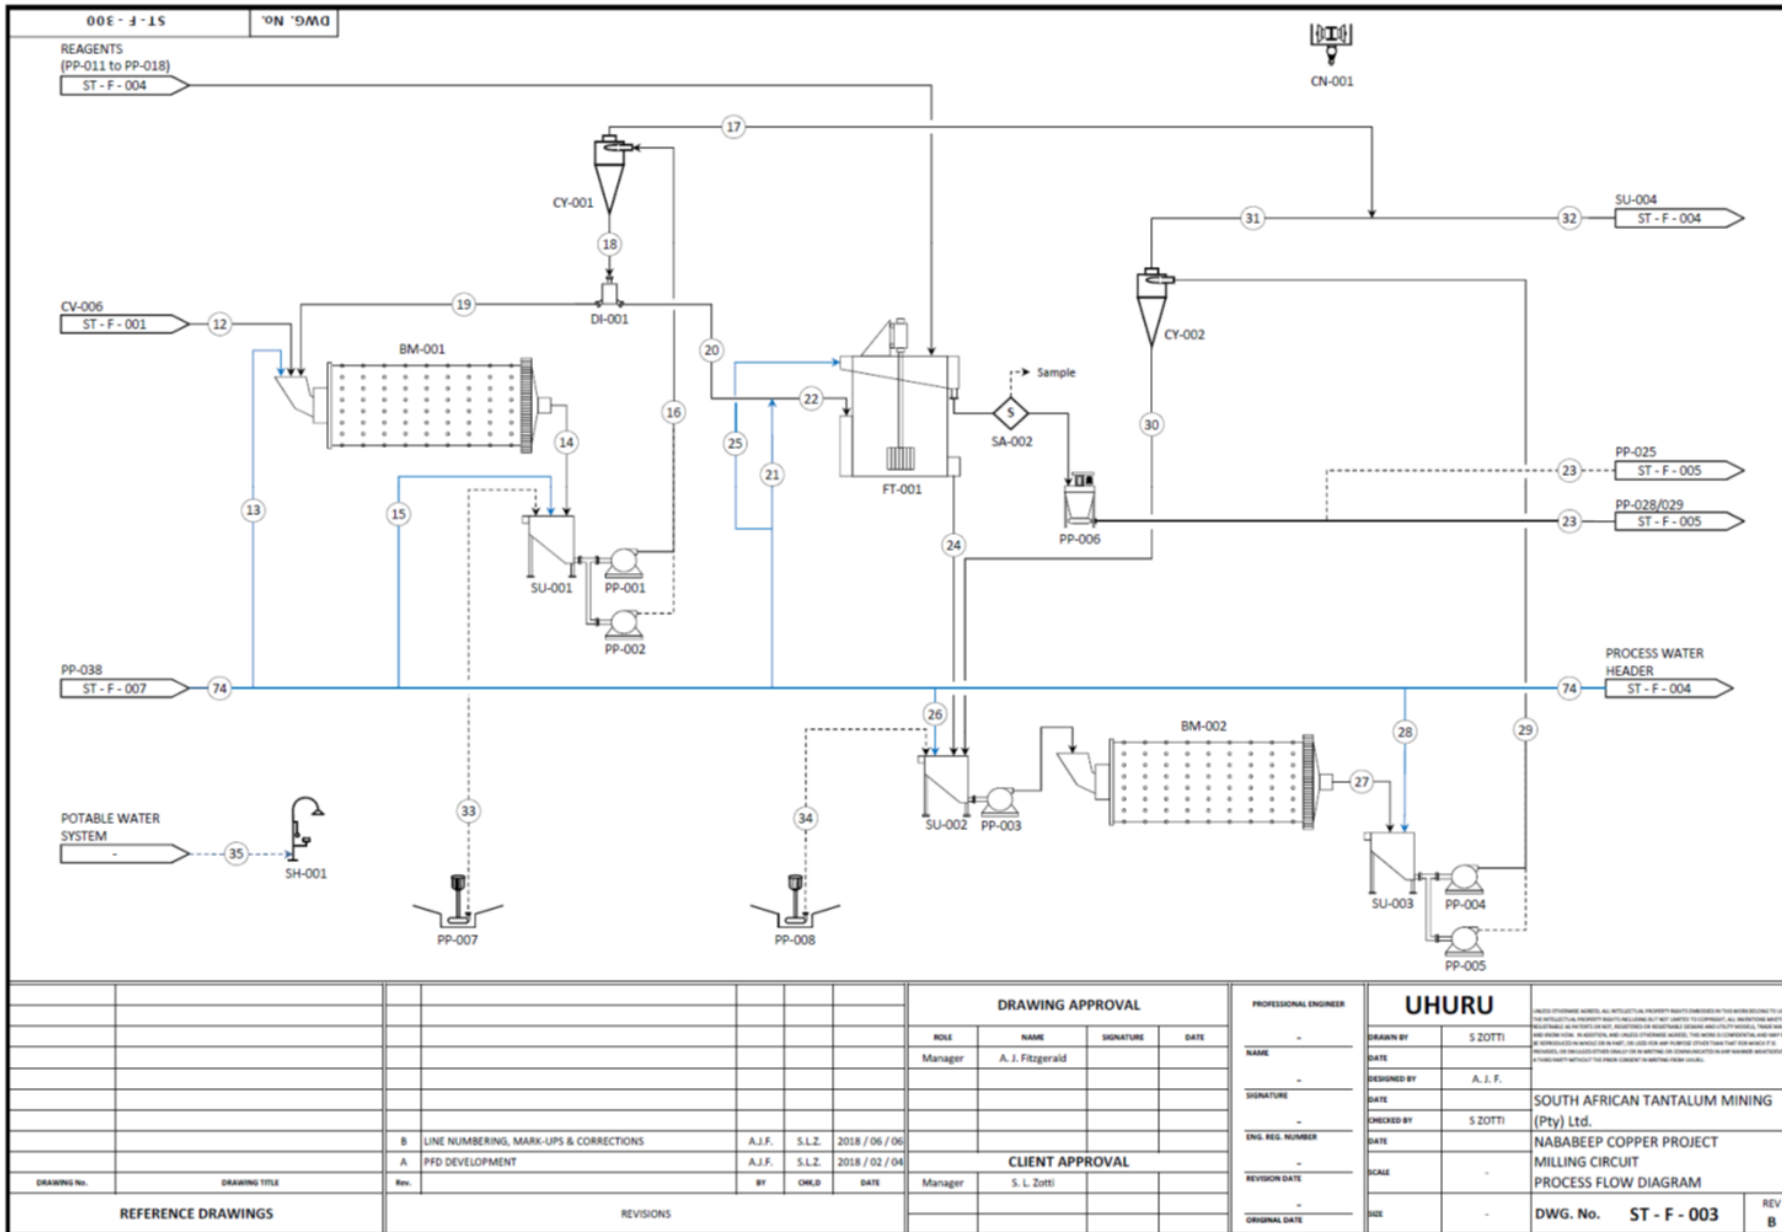 ST - F - 300
DWG. No.
REAGENTS
(PP-011 to PP-018)
ST - F - 004
CN-001
17
CY-001
SU-004
31
32
ST - F - 004
18
CV-006
19
CY-002
ST - F - 001
12
DI-001
BM-001
20
Sample
22
16
S
30
14
25
SA-002
PP-025
21
FT-001
23
ST - F - 005
13
15
PP-028/029
23
ST - F - 005
PP-006
24
SU-001
PP-001
PP-002
PROCESS WATER
HEADER
PP-038
ST - F - 007
74
74
ST - F - 004
26
BM-002
28
29
27
POTABLE WATER
SYSTEM
33
34
SU-002
PP-003
-
35
SH-001
SU-003
PP-004
PP-007
PP-008
PP-005
DRAWING APPROVAL
ROLE NAME SIGNATURE DATE
Manager A. J. Fitzgerald
B LINE NUMBERING, MARK-UPS & CORRECTIONS A.J.F. S.L.Z. 2018 / 06 / 06
A PFD DEVELOPMENT A.J.F. S.L.Z. 2018 / 02 / 04
CLIENT APPROVAL
Manager S. L. Zotti
DRAWING No. DRAWING TITLE
Rev. BY CHK,D DATE
REFERENCE DRAWINGS
REVISIONS
PROFESSIONAL ENGINEER
-
NAME
-
SIGNATURE
-
ENG. REG. NUMBER
-
REVISION DATE
-
ORIGINAL DATE
UHURU
DRAWN BY S ZOTTI
DATE
DESIGNED BY A. J. F.
DATE
CHECKED BY S ZOTTI
DATE
SCALE -
SIZE -
SOUTH AFRICAN TANTALUM MINING
(Pty) Ltd.
NABABEEP COPPER PROJECT
MILLING CIRCUIT
PROCESS FLOW DIAGRAM
DWG. No. ST - F - 003
REV
B